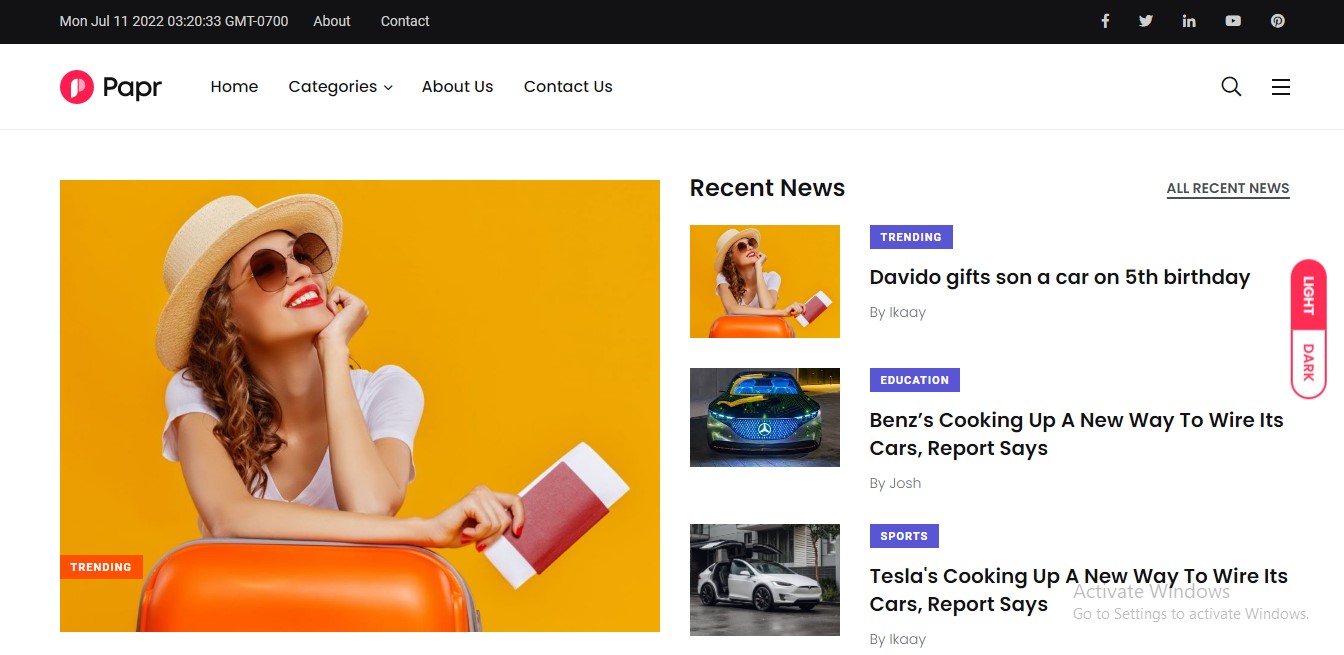 Mon Jul 11 2022 03:20:33 GMT-0700 About Contact
Papr Home Categories About Us Contact Us
TRENDING
Recent News ALL RECENT NEWS
TRENDING
Davido gifts son a car on 5th birthday
By Ikaay
EDUCATION
Benz’s Cooking Up A New Way To Wire Its
Cars, Report Says
By Josh
SPORTS
Tesla's Cooking Up A New Way To Wire Its
Cars, Report Says
By Ikaay
LIGHT
DARK
Activate Windows
Go to Settings to activate Windows.